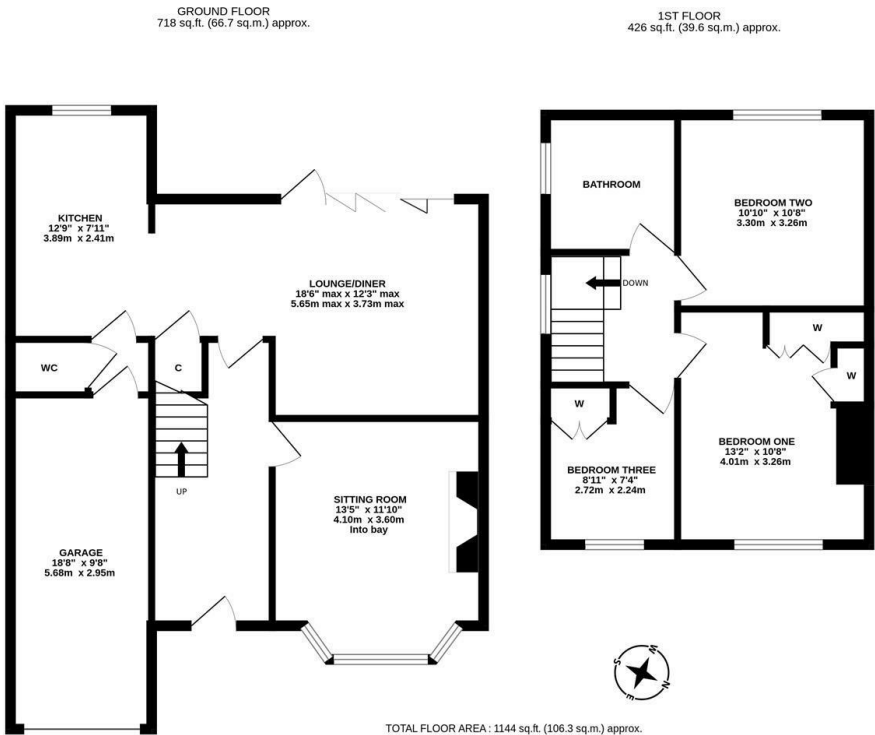 GROUND FLOOR
718 sq.ft. (66.7 sq.m.) approx.
1ST FLOOR
426 sq.ft. (39.6 sq.m.) approx.
KITCHEN
12'9" x 7'11"
3.89m x 2.41m
LOUNGE/DINER
18'6" max x 12'3" max
5.65m max x 3.73m max
WC
C
UP
SITTING ROOM
13'5" x 11'10"
4.10m x 3.60m
Into bay
GARAGE
18'8" x 9'8"
5.68m x 2.95m
BATHROOM
BEDROOM TWO
10'10" x 10'8"
3.30m x 3.26m
DOWN
W
W
W
BEDROOM ONE
13'2" x 10'8"
4.01m x 3.26m
BEDROOM THREE
8'11" x 7'4"
2.72m x 2.24m
W
S
N
E
TOTAL FLOOR AREA : 1144 sq.ft. (106.3 sq.m.) approx.